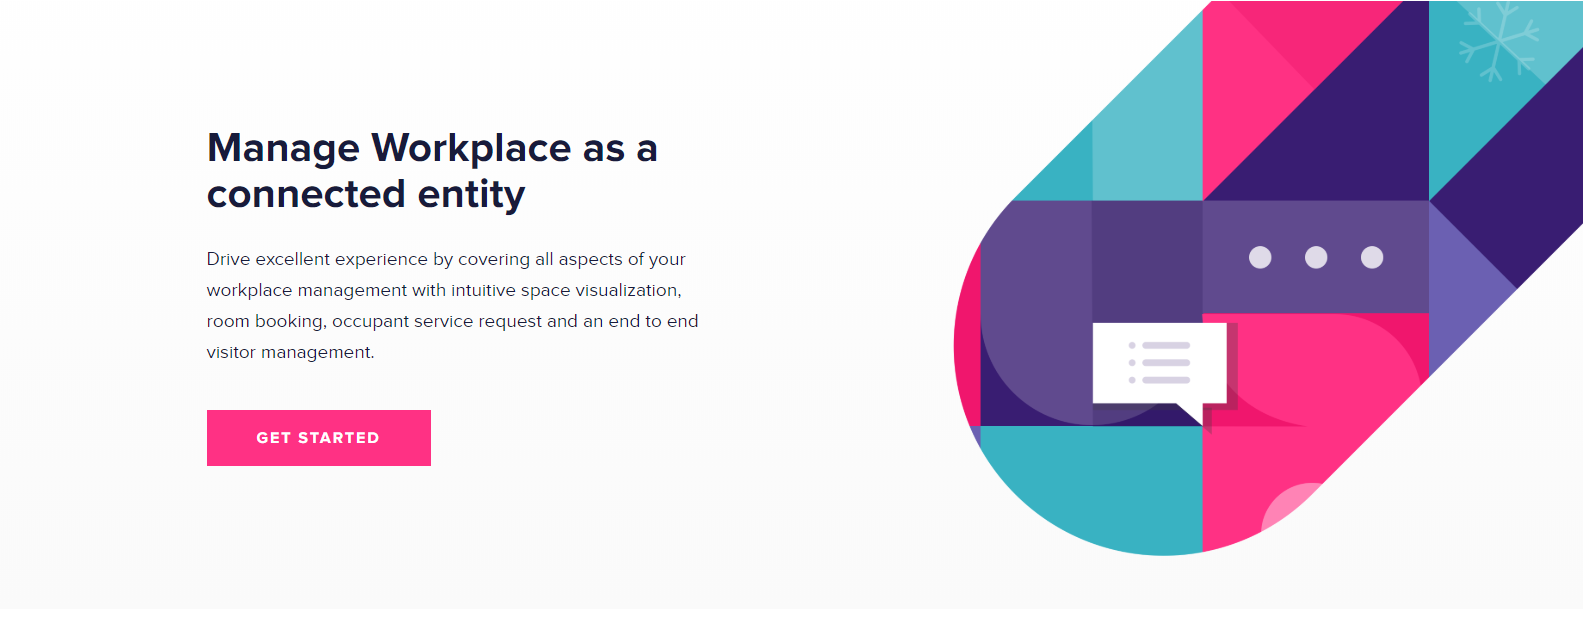 Manage Workplace as a
connected entity
Drive excellent experience by covering all aspects of your
workplace management with intuitive space visualization,
room booking, occupant service request and an end to end
visitor management.
GET STARTED